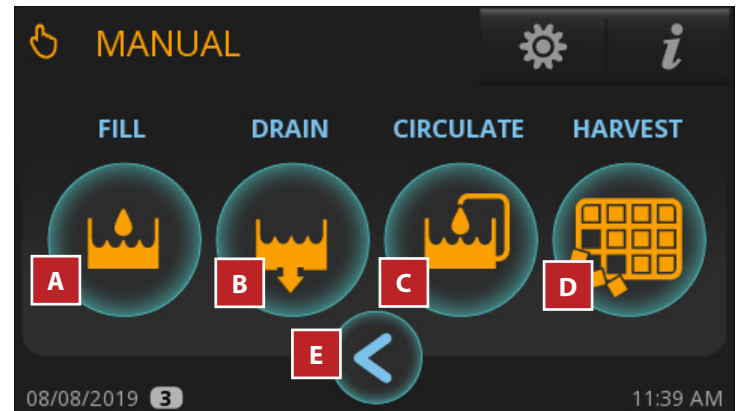 MANUAL i
FILL DRAIN CIRCULATE HARVEST
A B C D
E
08/08/2019 3 11:39 AM